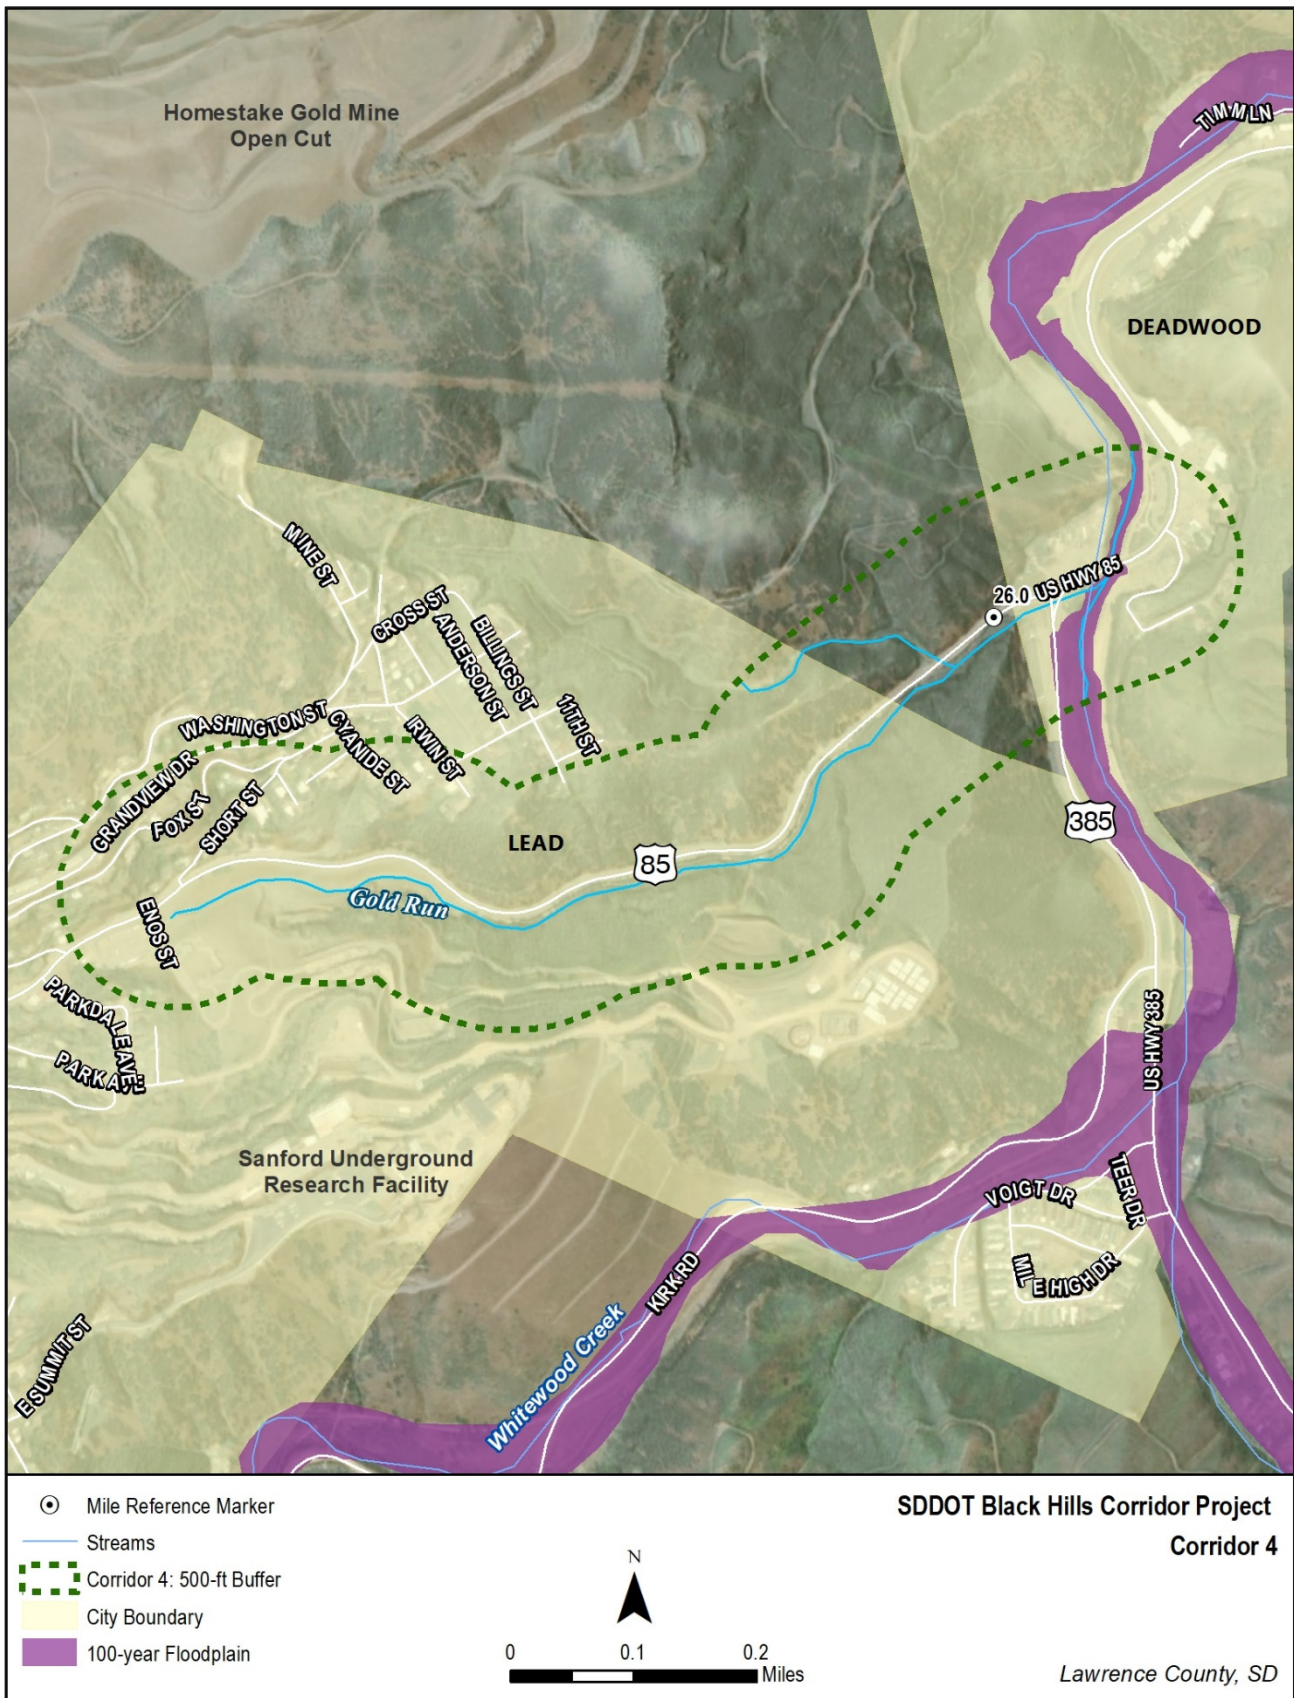 Homestake Gold Mine
Open Cut
TIMM LN
DEADWOOD
MINE ST
CROSS ST
ANDERSON ST
BILLINGS ST
11TH ST
26.0 US HWY 85
WASHINGTON ST
CYANIDE ST
IRWIN ST
GRANDVIEW DR
FOX ST
SHORT ST
LEAD
85
385
Gold Run
ENOS ST
PARKDALE AVE
PARK AV
US HWY 385
Sanford Underground
Research Facility
VOIGT DR
TEER DR
MILE HIGH DR
KIRK RD
Whitewood Creek
E SUMMIT ST
Mile Reference Marker
Streams
Corridor 4: 500-ft Buffer
City Boundary
100-year Floodplain
N
0 0.1 0.2
Miles
SDDOT Black Hills Corridor Project
Corridor 4
Lawrence County, SD